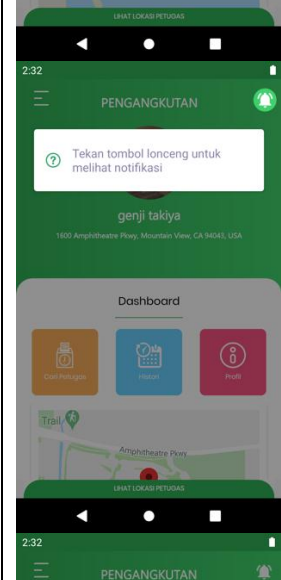 LIHAT LOKASI PETUGAS
2:32
PENGANGKUTAN
Tekan tombol lonceng untuk
melihat notifikasi
genji takiya
1600 Amphitheatre Pkwy, Mountain View, CA 94043, USA
Dashboard
Cari Petugas
Histori
Profil
Trail
Amphitheatre Pkwy
LIHAT LOKASI PETUGAS
2:32
PENGANGKUTAN